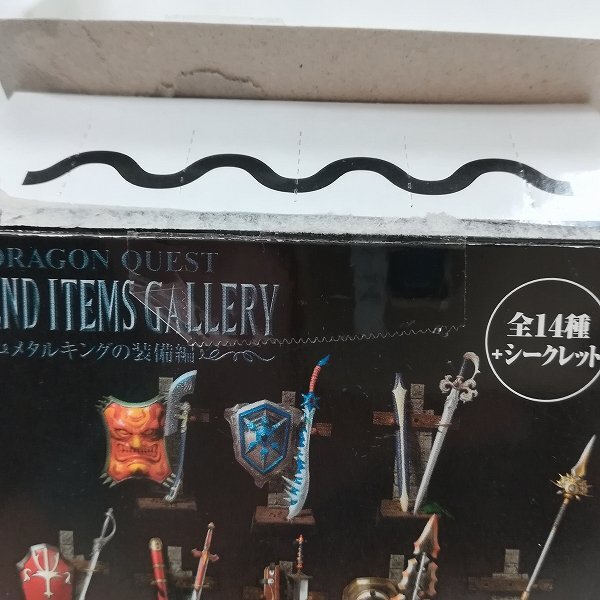 DRAGON QUEST
END ITEMS GALLERY
メタルキングの装備編
全14種
+シークレット